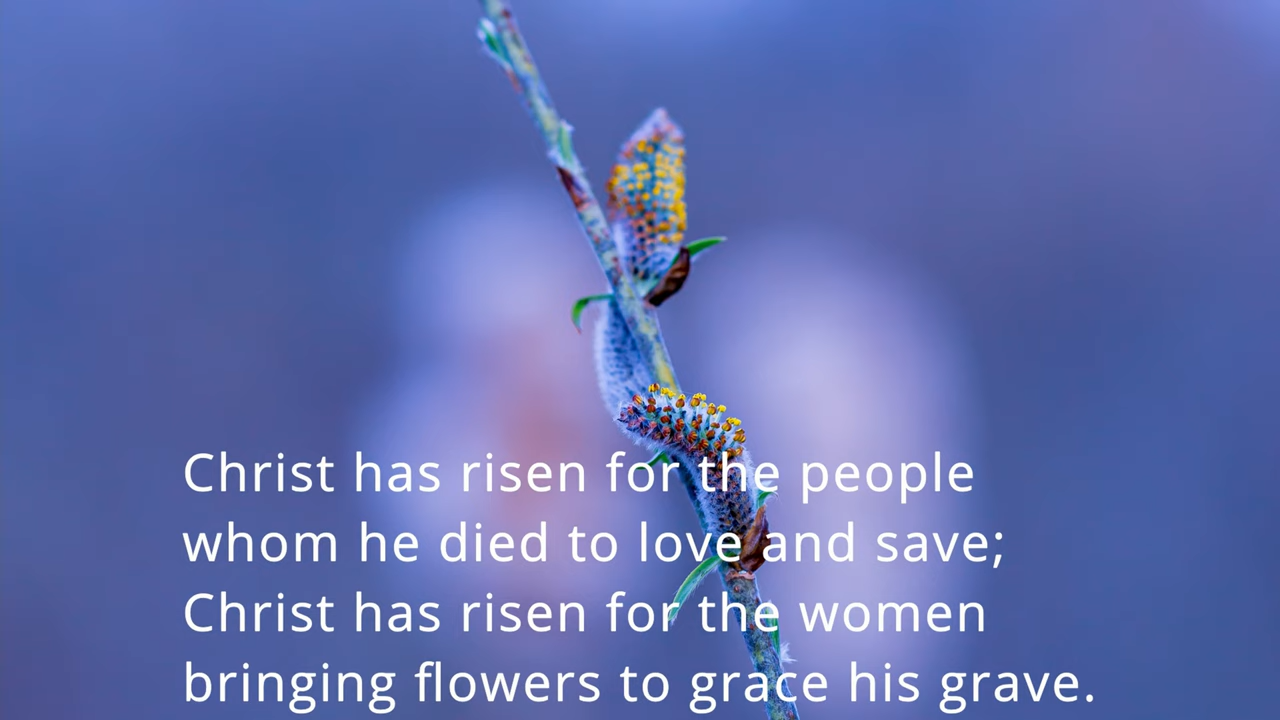 Christ has risen for the people
whom he died to love and save;
Christ has risen for the women
bringing flowers to grace his grave.